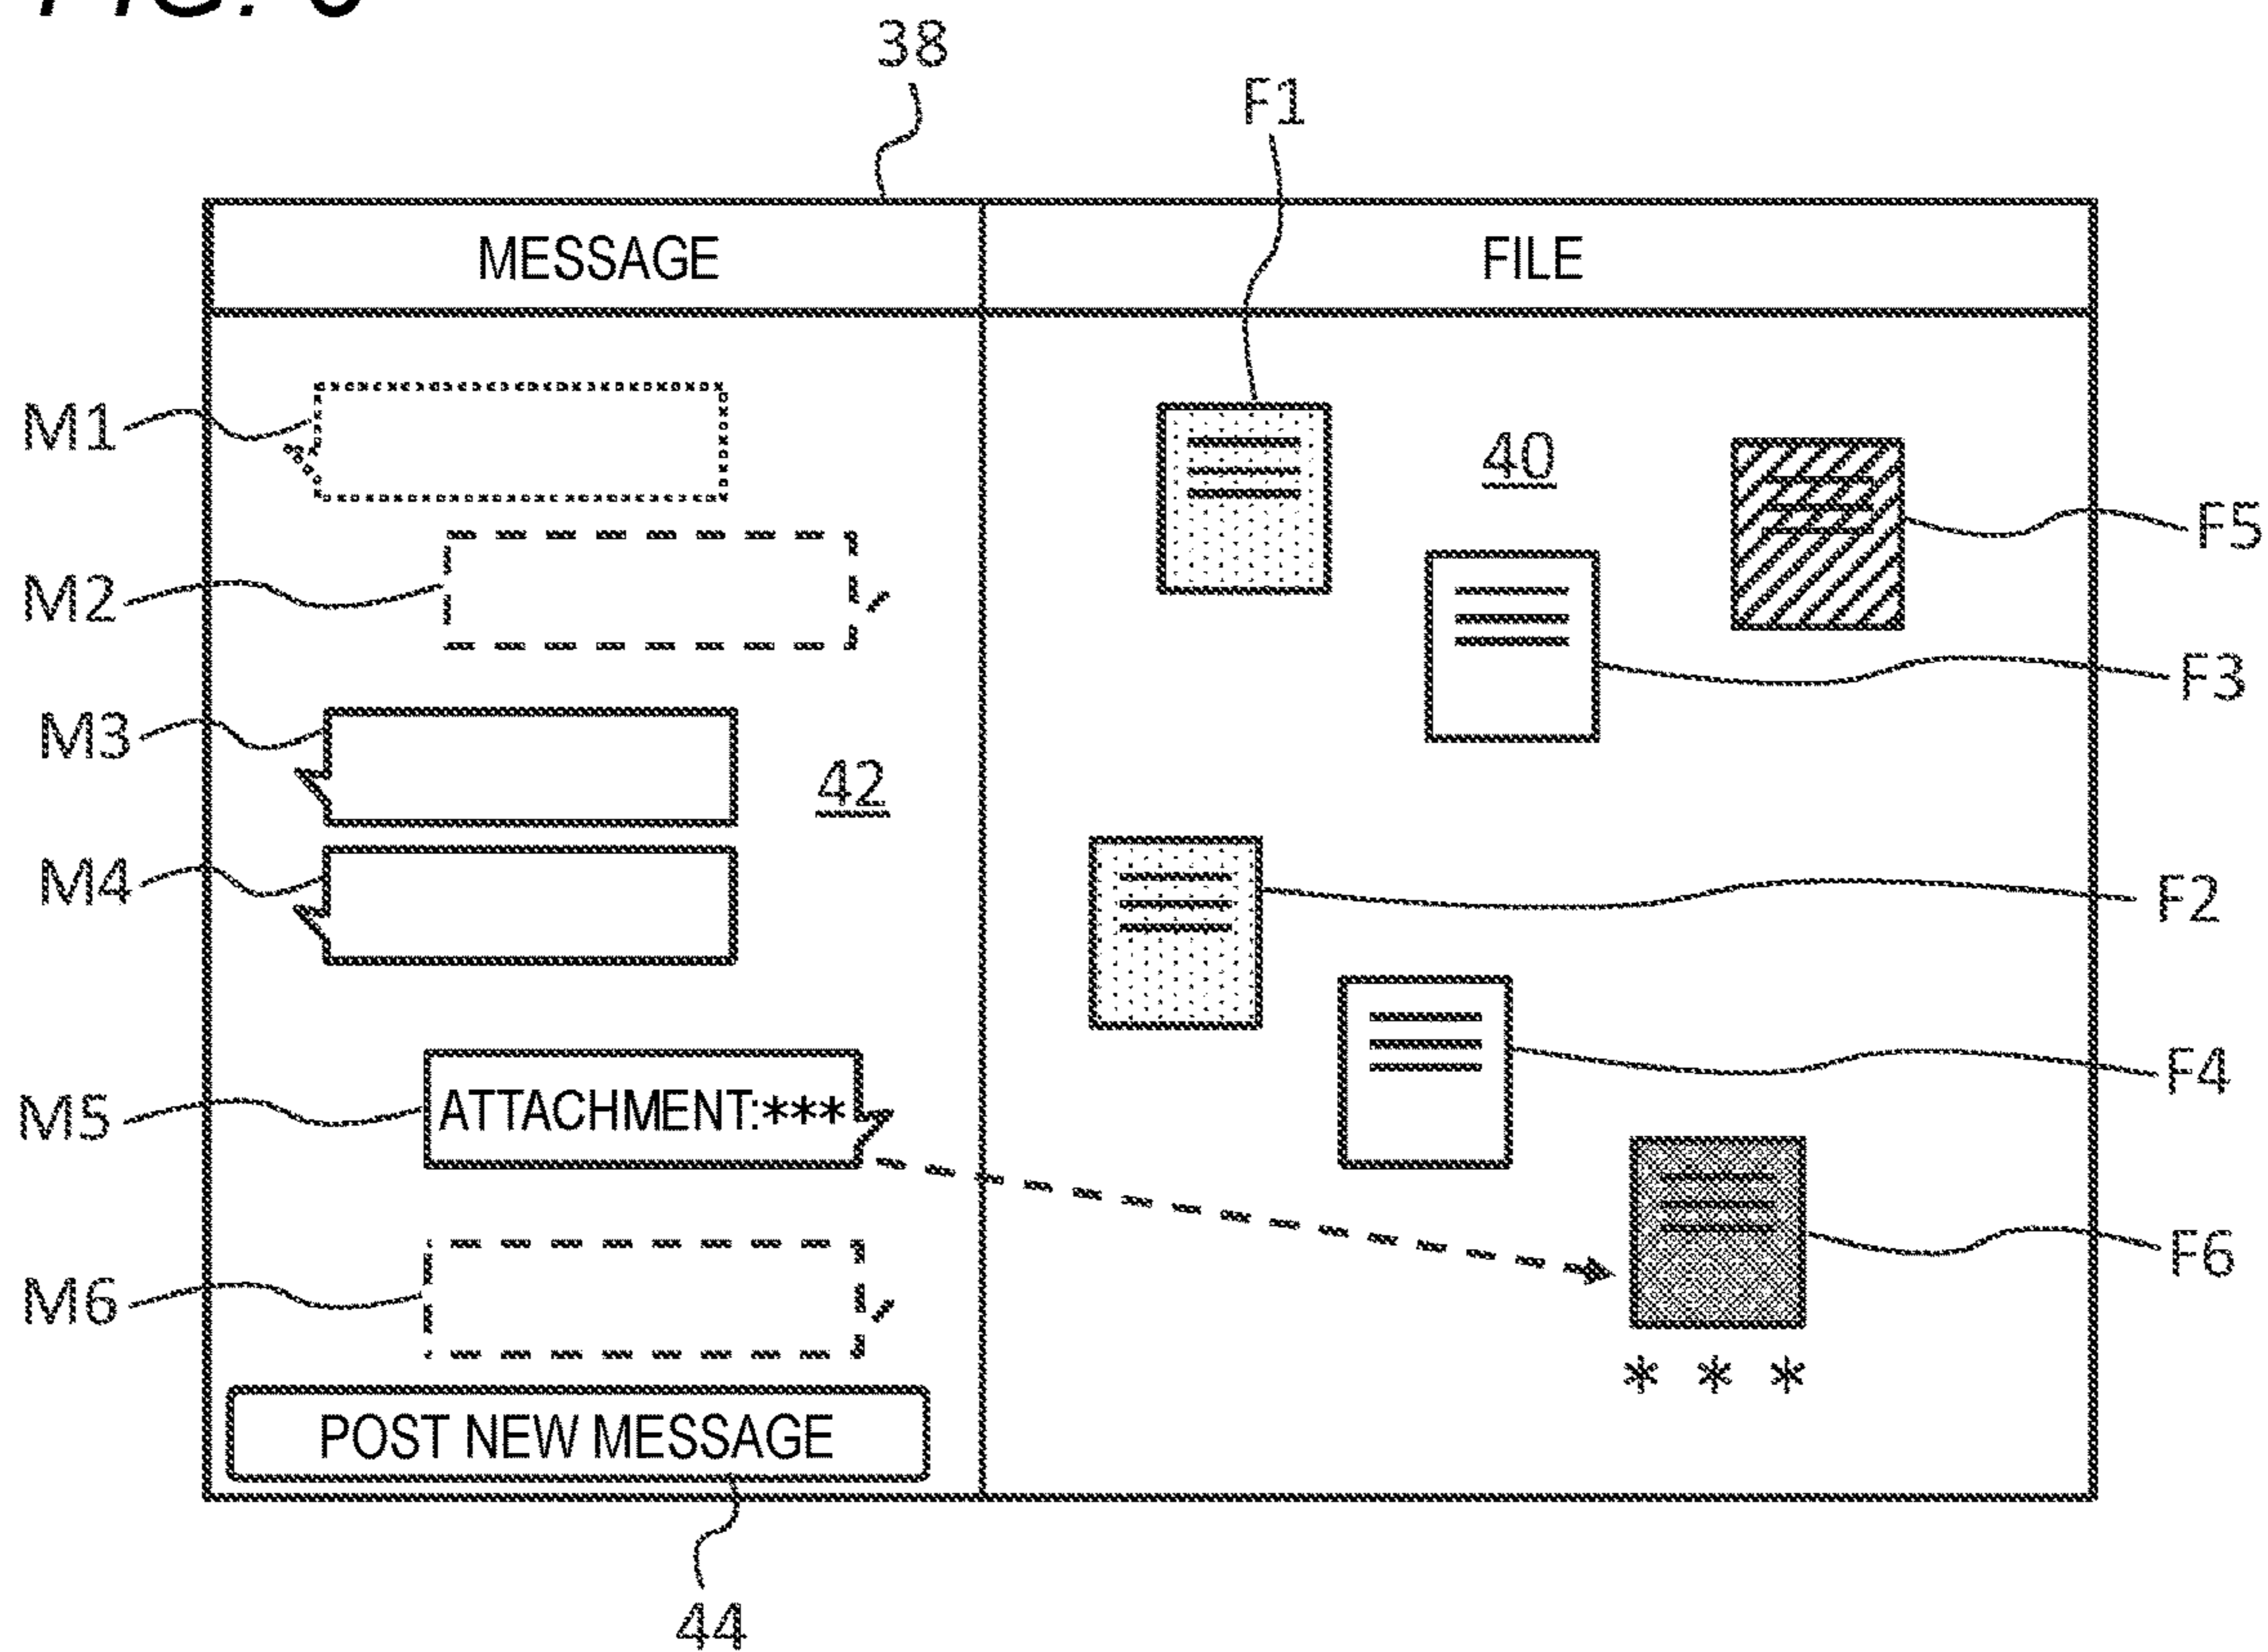 38
F1
MESSAGE
FILE
M1
40
F5
M2
F3
M3
42
M4
F2
F4
M5
ATTACHMENT:***
F6
M6
* * *
POST NEW MESSAGE
44